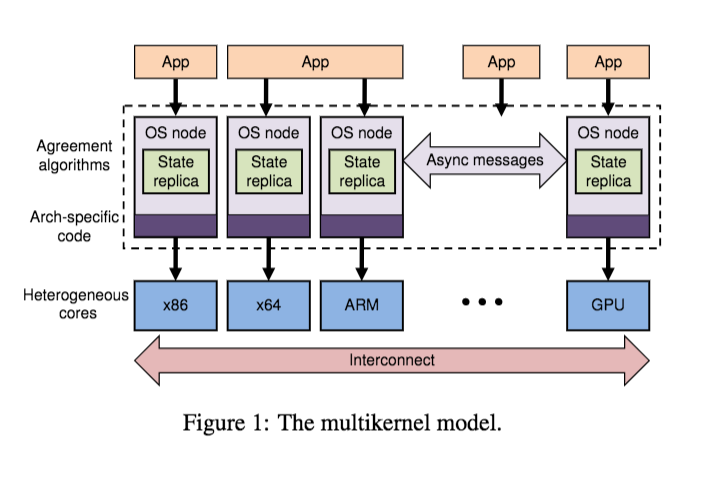 App
App
App
App
Agreement
algorithms
OS node
State
replica
OS node
State
replica
OS node
State
replica
Async messages
OS node
State
replica
Arch-specific
code
Heterogeneous
cores
x86
x64
ARM
•••
GPU
Interconnect
Figure 1: The multikernel model.